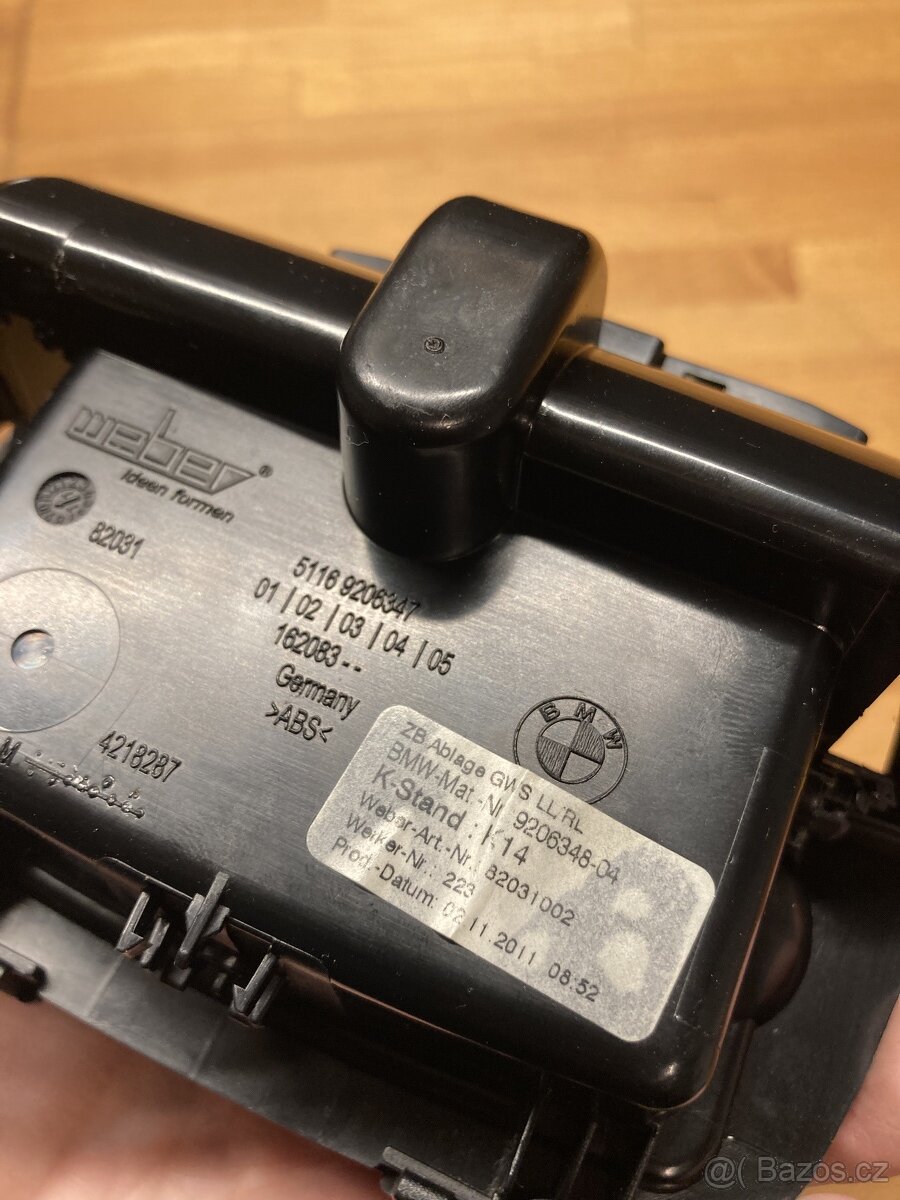 weber®
Ideen formen
82031
5116 9206347
01 | 02 | 03 | 04 | 05
162083--
Germany
>ABS<
4218287
M
BMW
ZB Ablage GWS LL/RL
BMW-Mat.-Nr. 9206348-04
K-Stand: K14
Weber-Art.-Nr.: 82031002
Werker-Nr.: 223
Prod.-Datum: 02.11.2011 08:52
@( Bazoš.cz